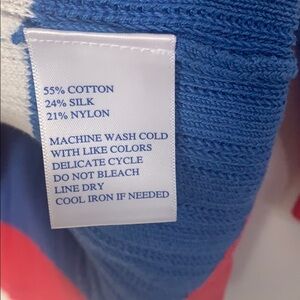 55% COTTON
24% SILK
21% NYLON
MACHINE WASH COLD
WITH LIKE COLORS
DELICATE CYCLE
DO NOT BLEACH
LINE DRY
COOL IRON IF NEEDED